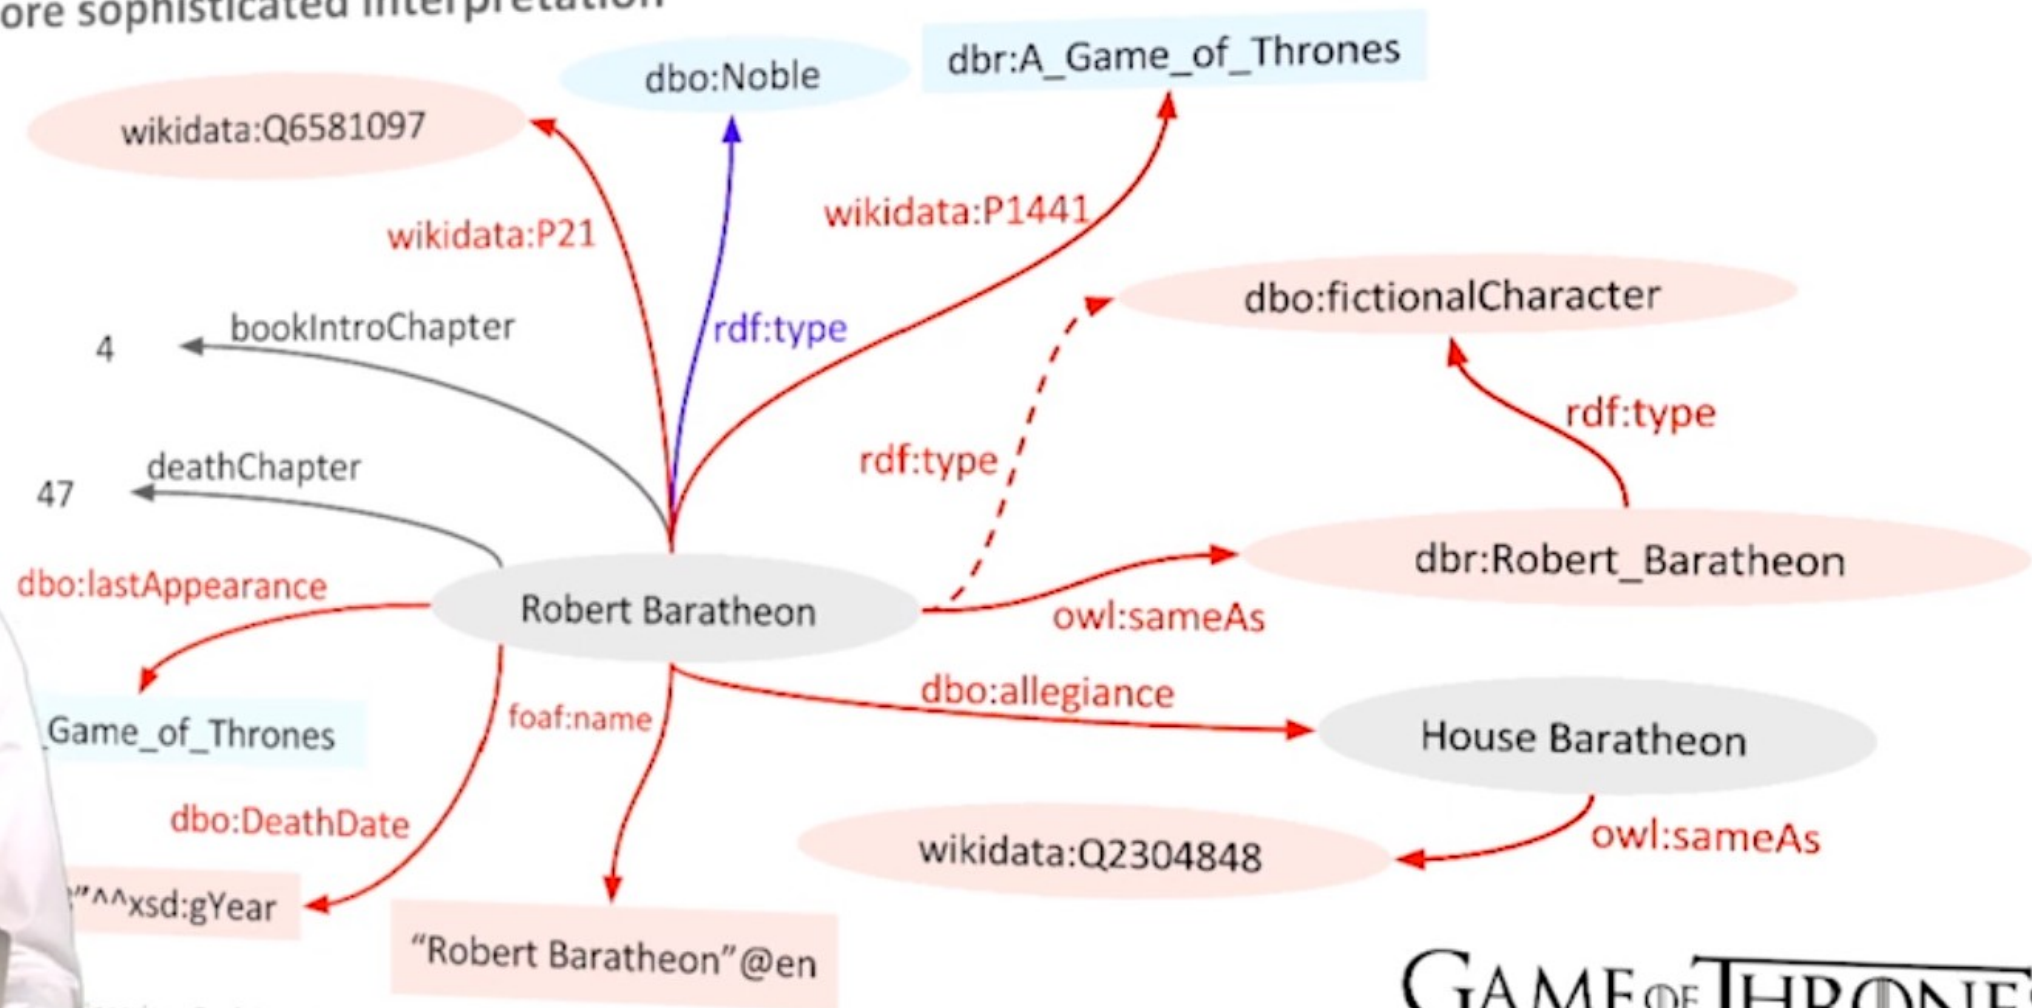 ore sophisticated interpretation
dbo:Noble
dbr:A_Game_of_Thrones
wikidata:Q6581097
wikidata:P21
wikidata:P1441
dbo:fictionalCharacter
4
bookIntroChapter
rdf:type
rdf:type
47
deathChapter
rdf:type
dbo:lastAppearance
Robert Baratheon
dbr:Robert_Baratheon
owl:sameAs
_Game_of_Thrones
foaf:name
dbo:allegiance
House Baratheon
dbo:DeathDate
wikidata:Q2304848
owl:sameAs
"^^xsd:gYear
“Robert Baratheon”@en
GAME OF THRONE